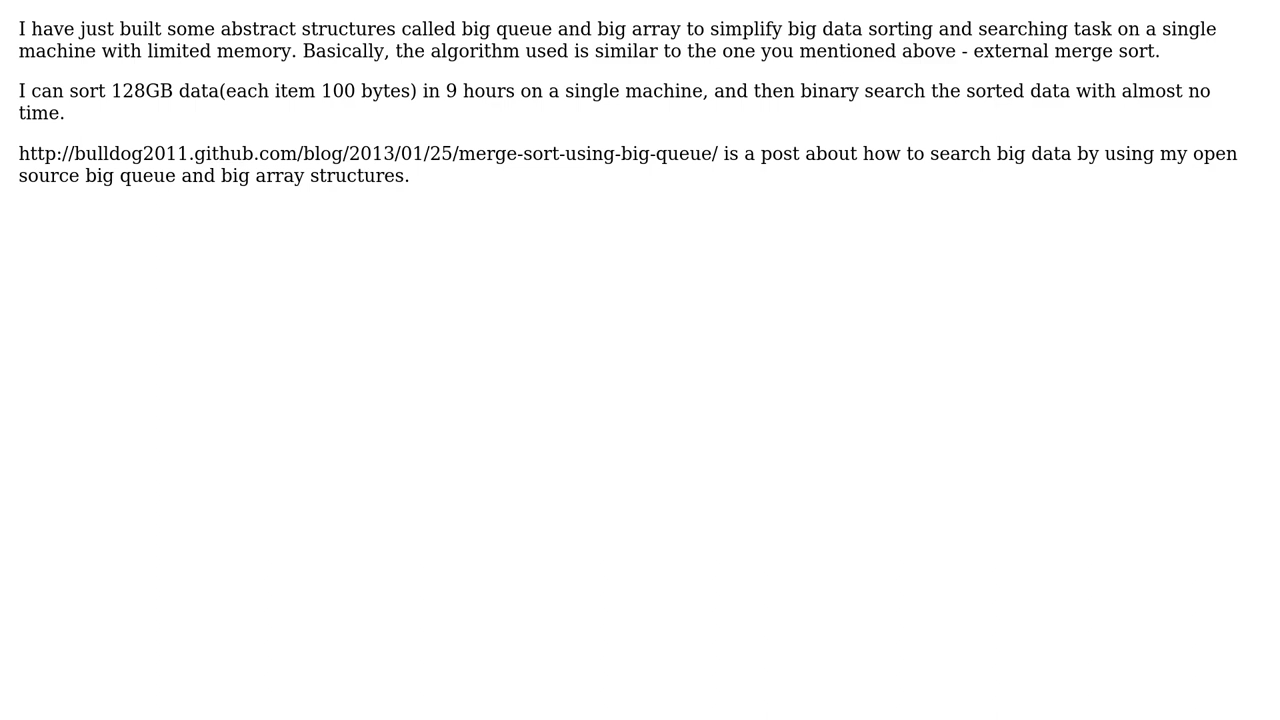 I have just built some abstract structures called big queue and big array to simplify big data sorting and searching task on a single
machine with limited memory. Basically, the algorithm used is similar to the one you mentioned above - external merge sort.
I can sort 128GB data(each item 100 bytes) in 9 hours on a single machine, and then binary search the sorted data with almost no
time.
http://bulldog2011.github.com/blog/2013/01/25/merge-sort-using-big-queue/ is a post about how to search big data by using my open
source big queue and big array structures.